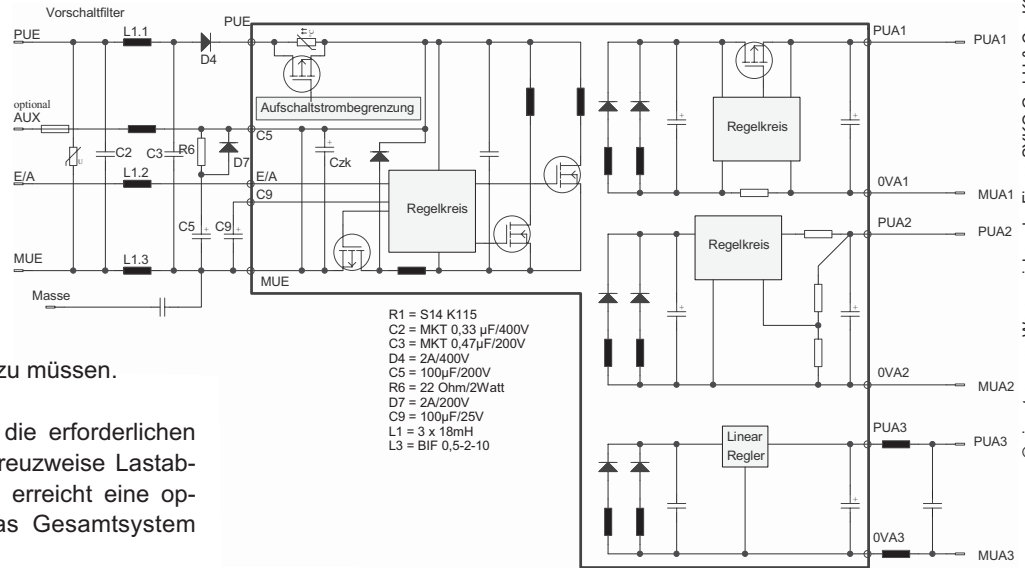 Vorschaltfilter
PUE
L1.1
D4
PUE
optional
AUX
C2
C3
R6
D7
C5
Czk
E/A
L1.2
E/A
C9
C5
C9
MUE
L1.3
MUE
Masse
Aufschaltstrombegrenzung
Regelkreis
Regelkreis
PUA1
PUA1
0VA1
MUA1
Regelkreis
PUA2
PUA2
0VA2
MUA2
Linear
Regler
PUA3
PUA3
0VA3
MUA3
R1 = S14 K115
C2 = MKT 0,33 µF/400V
C3 = MKT 0,47µF/200V
D4 = 2A/400V
C5 = 100µF/200V
R6 = 22 Ohm/2Watt
D7 = 2A/200V
C9 = 100µF/25V
L1 = 3 x 18mH
L3 = BIF 0,5-2-10
zu müssen.
die erforderlichen
reuzweise Lastab-
erreicht eine op-
as Gesamtsystem